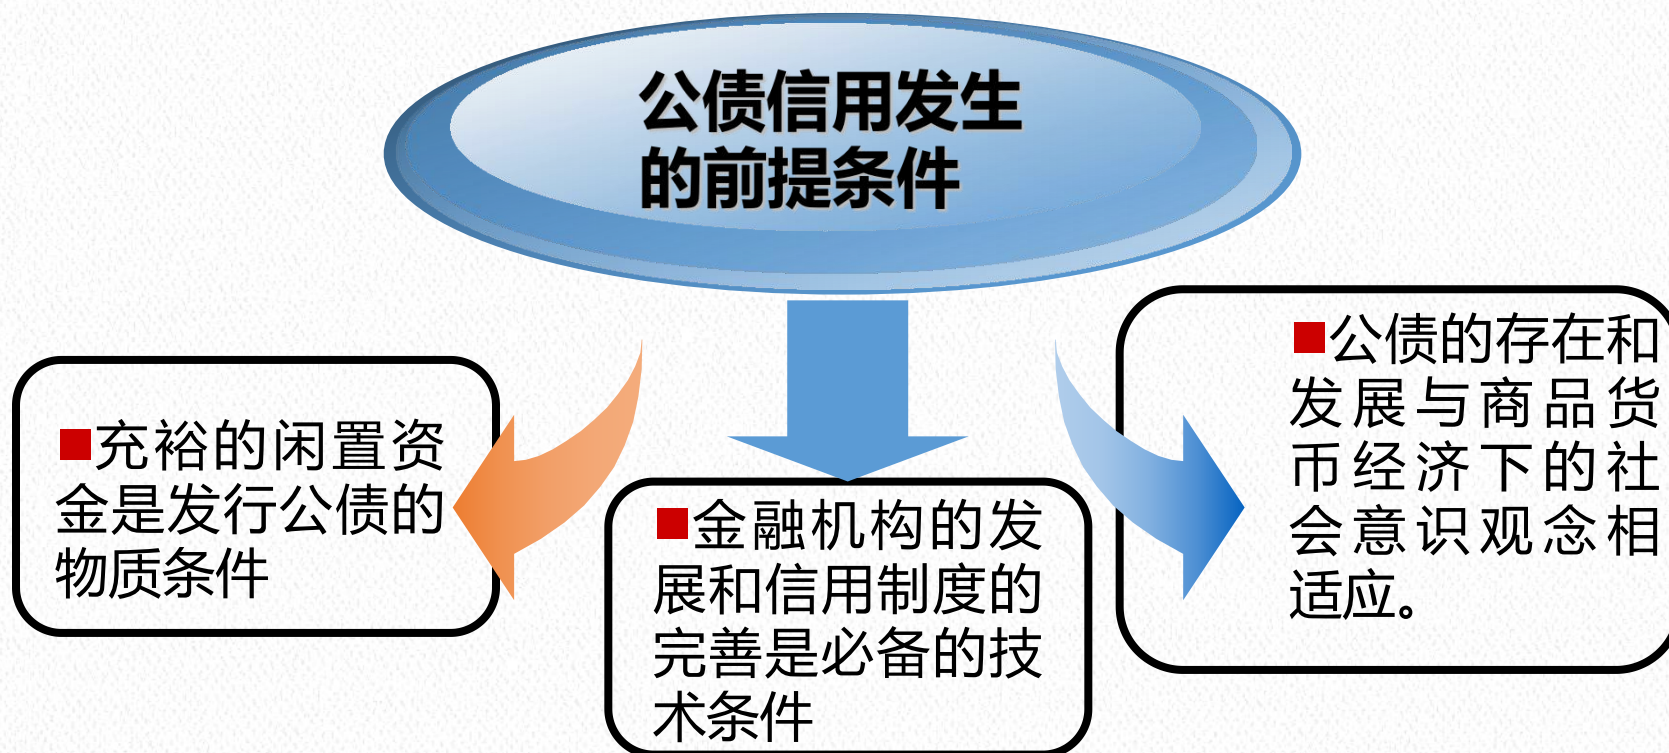 公债信用发生
的前提条件
充裕的闲置资
金是发行公债的
物质条件
金融机构的发
展和信用制度的
完善是必备的技
术条件
公债的存在和
发展与商品货
币经济下的社
会意识观念相
适应。